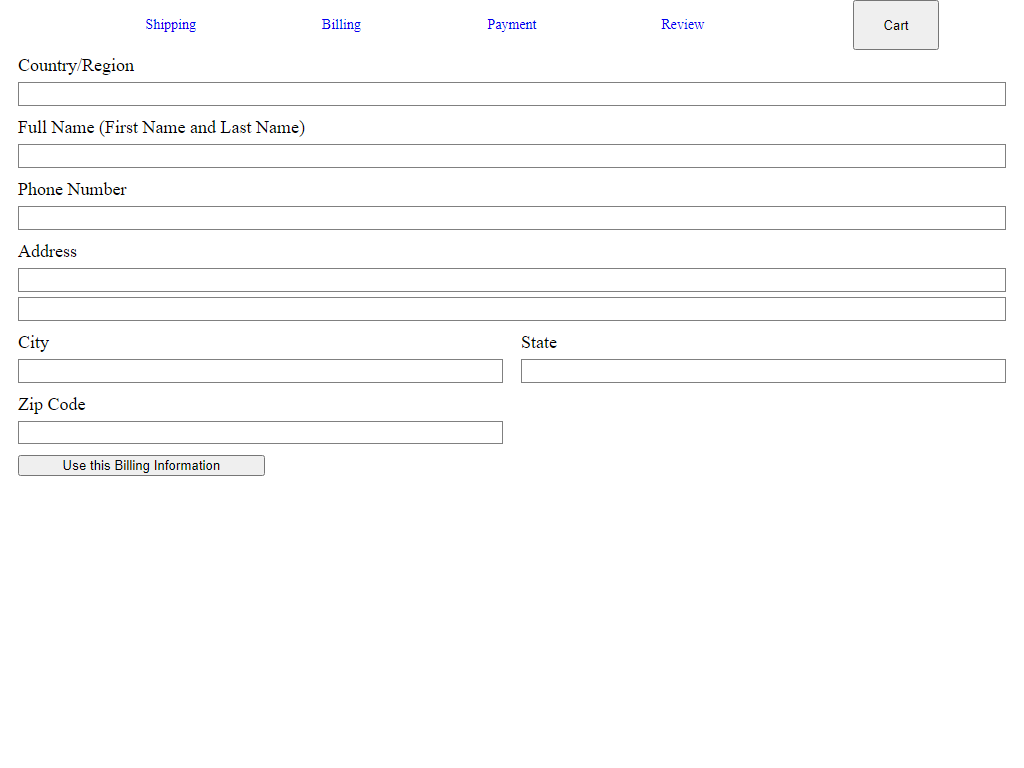 Shipping Billing Payment Review Cart
Country/Region
Full Name (First Name and Last Name)
Phone Number
Address
City State
Zip Code
Use this Billing Information